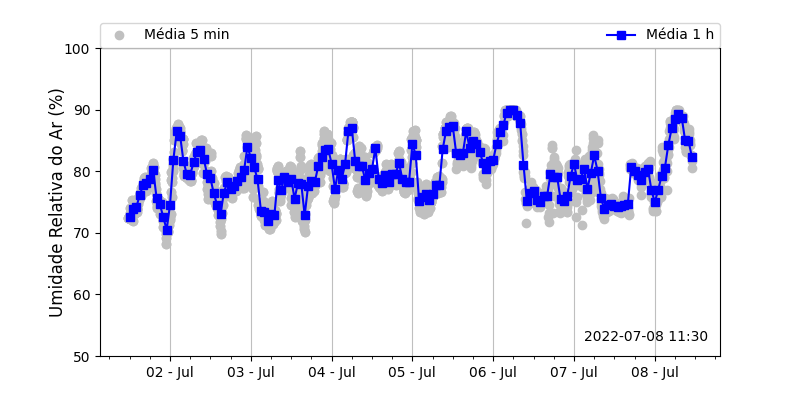 Média 5 min
Média 1 h
Umidade Relativa do Ar (%)
100
90
80
70
60
50
2022-07-08 11:30
02 - Jul
03 - Jul
04 - Jul
05 - Jul
06 - Jul
07 - Jul
08 - Jul